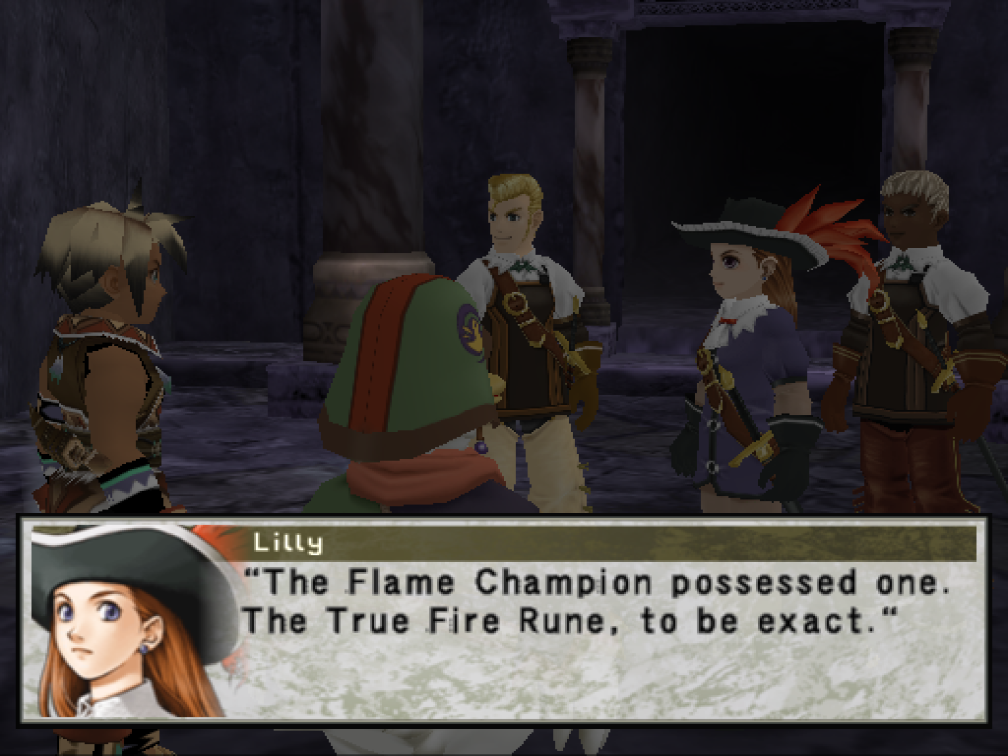 Lilly
“The Flame Champion possessed one.
The True Fire Rune, to be exact.“